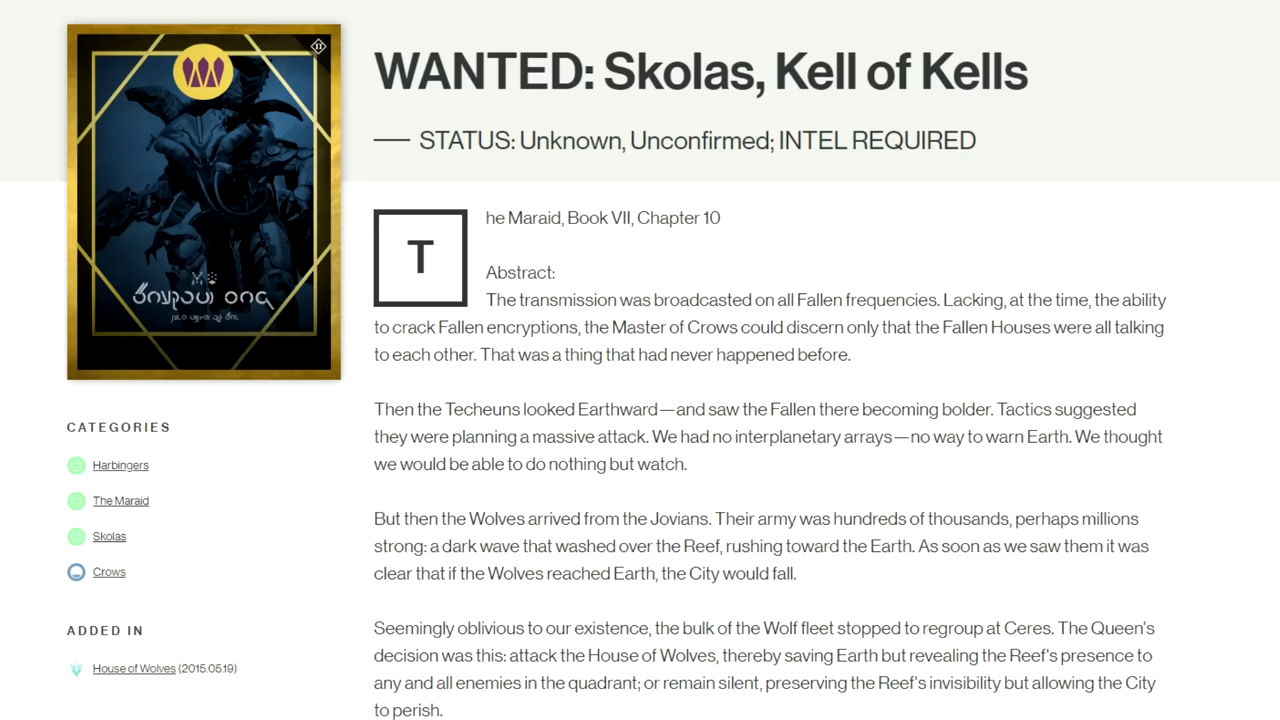 WANTED: Skolas, Kell of Kells
STATUS: Unknown, Unconfirmed; INTEL REQUIRED
The Maraid, Book VII, Chapter 10
Abstract:
The transmission was broadcasted on all Fallen frequencies. Lacking, at the time, the ability
to crack Fallen encryptions, the Master of Crows could discern only that the Fallen Houses were all talking
to each other. That was a thing that had never happened before.
Then the Techeuns looked Earthward—and saw the Fallen there becoming bolder. Tactics suggested
they were planning a massive attack. We had no interplanetary arrays—no way to warn Earth. We thought
we would be able to do nothing but watch.
But then the Wolves arrived from the Jovians. Their army was hundreds of thousands, perhaps millions
strong: a dark wave that washed over the Reef, rushing toward the Earth. As soon as we saw them it was
clear that if the Wolves reached Earth, the City would fall.
Seemingly oblivious to our existence, the bulk of the Wolf fleet stopped to regroup at Ceres. The Queen's
decision was this: attack the House of Wolves, thereby saving Earth but revealing the Reef's presence to
any and all enemies in the quadrant; or remain silent, preserving the Reef's invisibility but allowing the City
to perish.
CATEGORIES
Harbingers
The Maraid
Skolas
Crows
ADDED IN
House of Wolves (2015.05.19)